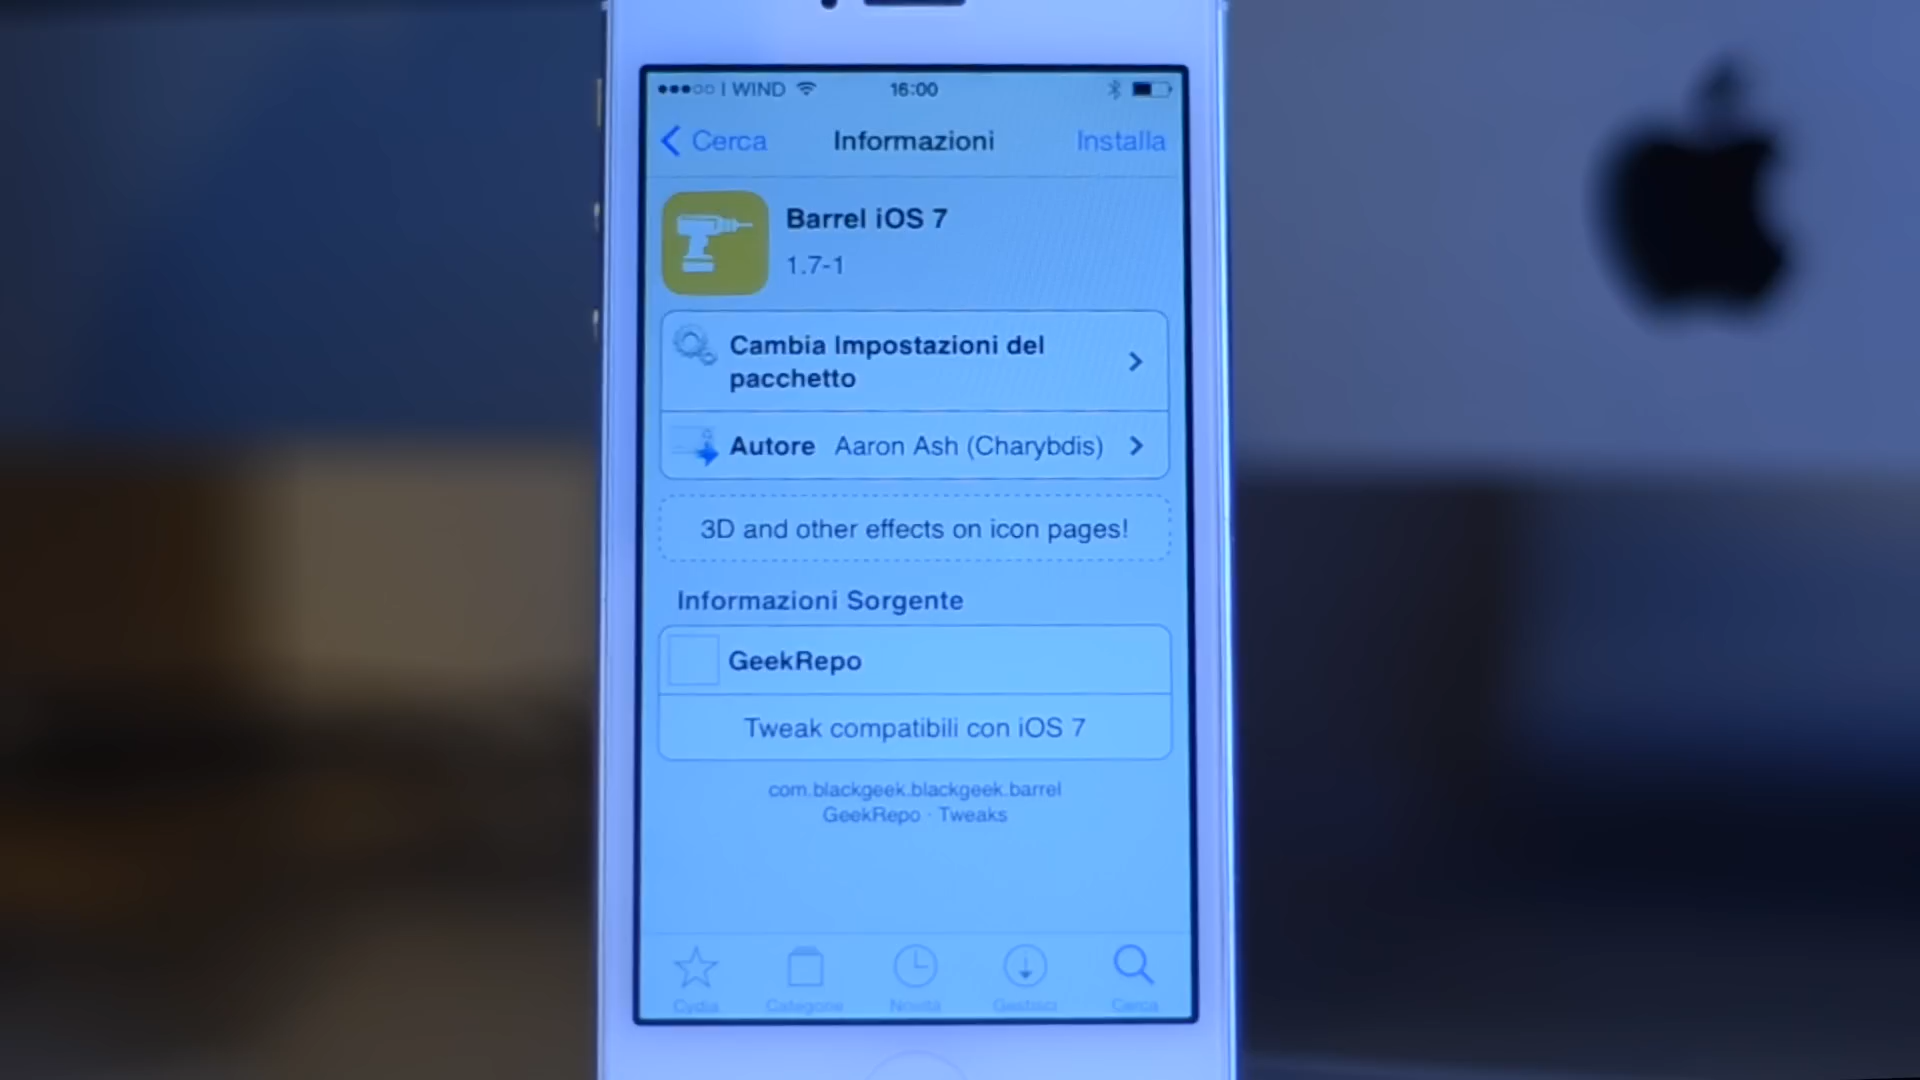 I WIND 16:00
Cerca Informazioni Installa
Barrel iOS 7
1.7-1
Cambia Impostazioni del
pacchetto
Autore Aaron Ash (Charybdis)
3D and other effects on icon pages!
Informazioni Sorgente
GeekRepo
Tweak compatibili con iOS 7
com.blackgeek.blackgeek.barrel
GeekRepo · Tweaks
Cydia Categorie Novità Gestisci Cerca